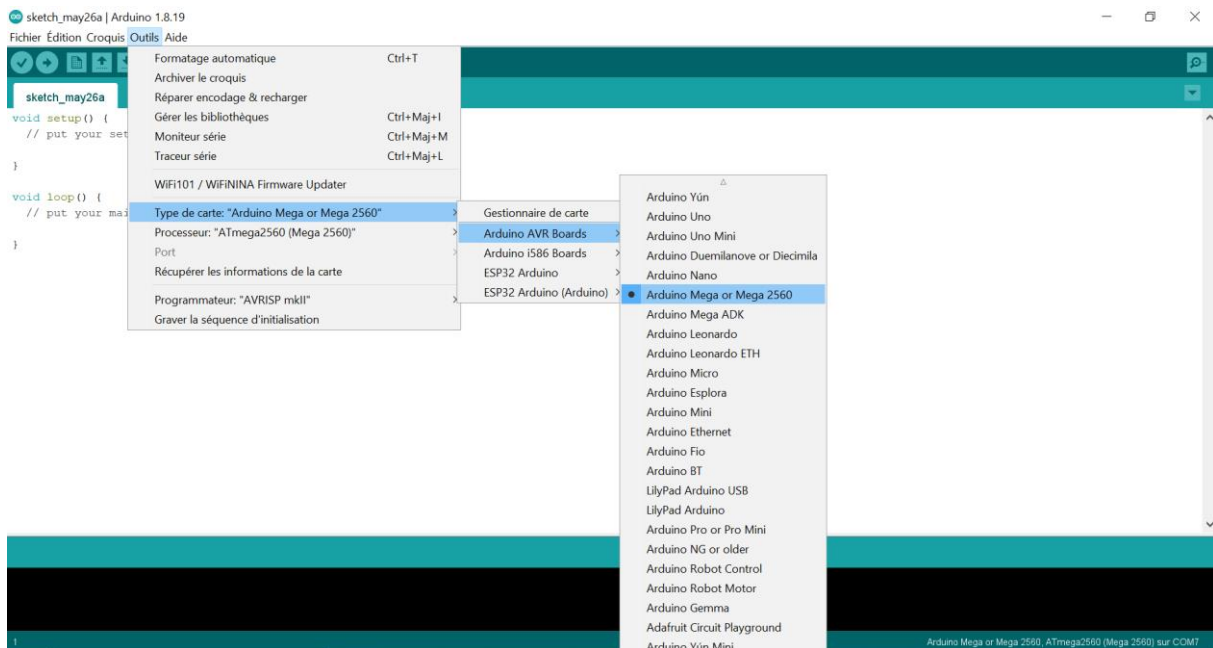 sketch_may26a | Arduino 1.8.19
Fichier Édition Croquis Outils Aide
sketch_may26a
void setup() {
// put your set
}
void loop() {
// put your mai
}
Formatage automatique Ctrl+T
Archiver le croquis
Réparer encodage & recharger
Gérer les bibliothèques Ctrl+Maj+I
Moniteur série Ctrl+Maj+M
Traceur série Ctrl+Maj+L
WiFi101 / WiFiNINA Firmware Updater
Type de carte: "Arduino Mega or Mega 2560"
Processeur: "ATmega2560 (Mega 2560)"
Port
Récupérer les informations de la carte
Programmateur: "AVRISP mkII"
Graver la séquence d'initialisation
Gestionnaire de carte
Arduino AVR Boards
Arduino i586 Boards
ESP32 Arduino
ESP32 Arduino (Arduino)
Arduino Yún
Arduino Uno
Arduino Uno Mini
Arduino Duemilanove or Diecimila
Arduino Nano
Arduino Mega or Mega 2560
Arduino Mega ADK
Arduino Leonardo
Arduino Leonardo ETH
Arduino Micro
Arduino Esplora
Arduino Mini
Arduino Ethernet
Arduino Fio
Arduino BT
LilyPad Arduino USB
LilyPad Arduino
Arduino Pro or Pro Mini
Arduino NG or older
Arduino Robot Control
Arduino Robot Motor
Arduino Gemma
Adafruit Circuit Playground
Arduino Yún Mini
1
Arduino Mega or Mega 2560, ATmega2560 (Mega 2560) sur COM7